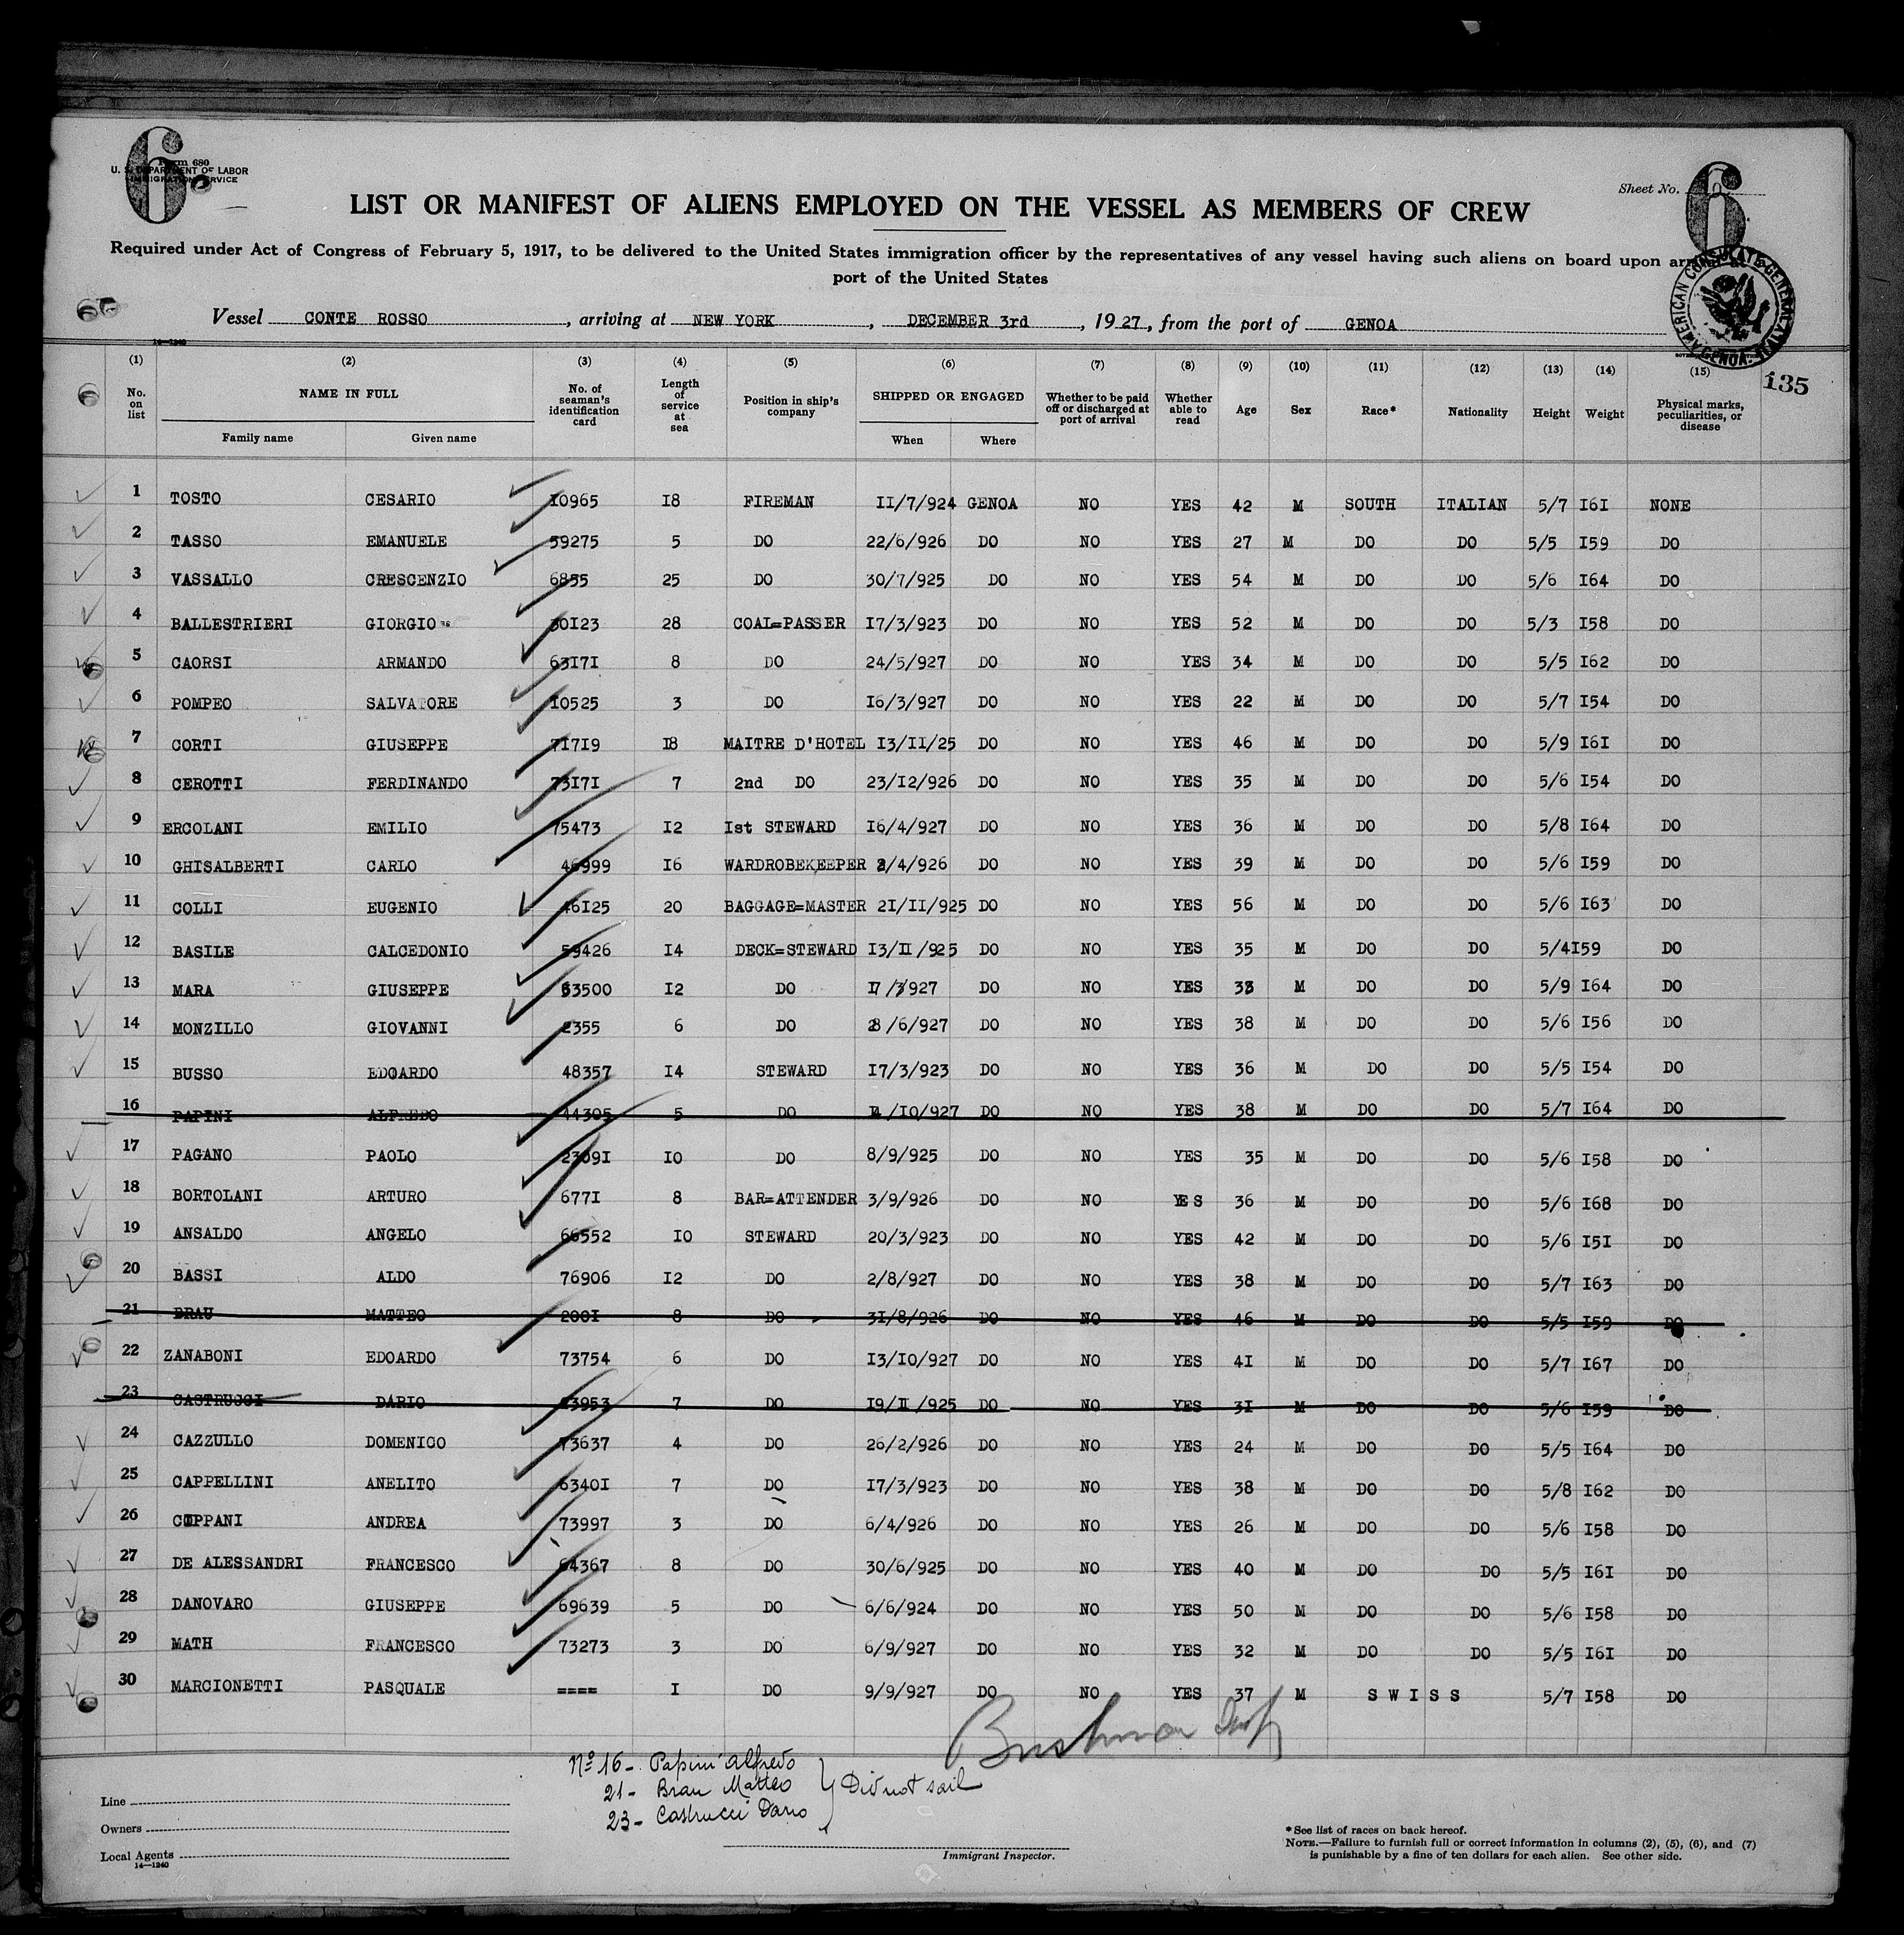 6
Form 680
U. S. DEPARTMENT OF LABOR
IMMIGRATION SERVICE
Sheet No. 6
LIST OR MANIFEST OF ALIENS EMPLOYED ON THE VESSEL AS MEMBERS OF CREW
Required under Act of Congress of February 5, 1917, to be delivered to the United States immigration officer by the representatives of any vessel having such aliens on board upon arrival at a
port of the United States
AMERICAN CONSULATE GENERAL GENOA ITALY
Vessel CONTE ROSSO, arriving at NEW YORK, DECEMBER 3rd, 1927, from the port of GENOA
14—1240
135
(1) (2) (3) (4) (5) (6) (7) (8) (9) (10) (11) (12) (13) (14) (15)
No. on list NAME IN FULL No. of seaman's identification card Length of service at sea Position in ship's company SHIPPED OR ENGAGED Whether to be paid off or discharged at port of arrival Whether able to read Age Sex Race* Nationality Height Weight Physical marks, peculiarities, or disease
Family name Given name When Where
1 TOSTO CESARIO 10965 18 FIREMAN 11/7/924 GENOA NO YES 42 M SOUTH ITALIAN 5/7 161 NONE
2 TASSO EMANUELE 59275 5 DO 22/6/926 DO NO YES 27 M DO DO 5/5 159 DO
3 VASSALLO CRESCENZIO 6855 25 DO 30/7/925 DO NO YES 54 M DO DO 5/6 164 DO
4 BALLESTRIERI GIORGIO 30123 28 COAL=PASSER 17/3/923 DO NO YES 52 M DO DO 5/3 158 DO
5 CAORSI ARMANDO 63171 8 DO 24/5/927 DO NO YES 34 M DO DO 5/5 162 DO
6 POMPEO SALVATORE 10525 3 DO 16/3/927 DO NO YES 22 M DO DO 5/7 154 DO
7 CORTI GIUSEPPE 71719 18 MAITRE D'HOTEL 13/11/25 DO NO YES 46 M DO DO 5/9 161 DO
8 CEROTTI FERDINANDO 73171 7 2nd DO 23/12/926 DO NO YES 35 M DO DO 5/6 154 DO
9 ERCOLANI EMILIO 75473 12 1st STEWARD 16/4/927 DO NO YES 36 M DO DO 5/8 164 DO
10 GHISALBERTI CARLO 46999 16 WARDROBEKEEPER /4/926 DO NO YES 39 M DO DO 5/6 159 DO
11 COLLI EUGENIO 46125 20 BAGGAGE=MASTER 21/11/925 DO NO YES 56 M DO DO 5/6 163 DO
12 BASILE CALCEDONIO 59426 14 DECK=STEWARD 13/11/925 DO NO YES 35 M DO DO 5/4 159 DO
13 MARA GIUSEPPE 63500 12 DO 17/3/927 DO NO YES 33 M DO DO 5/9 164 DO
14 MONZILLO GIOVANNI 2355 6 DO 28/6/927 DO NO YES 38 M DO DO 5/6 156 DO
15 BUSSO EDOARDO 48357 14 STEWARD 17/3/923 DO NO YES 36 M DO DO 5/5 154 DO
16 PAPINI ALFREDO 44305 5 DO /10/927 DO NO YES 38 M DO DO 5/7 164 DO
17 PAGANO PAOLO 23091 10 DO 8/9/925 DO NO YES 35 M DO DO 5/6 158 DO
18 BORTOLANI ARTURO 6771 8 BAR=ATTENDER 3/9/926 DO NO YES 36 M DO DO 5/6 168 DO
19 ANSALDO ANGELO 66552 10 STEWARD 20/3/923 DO NO YES 42 M DO DO 5/6 151 DO
20 BASSI ALDO 76906 12 DO 2/8/927 DO NO YES 38 M DO DO 5/7 163 DO
21 BRAU MATTEO 2001 8 DO 31/8/926 DO NO YES 46 M DO DO 5/5 159 DO
22 ZANABONI EDOARDO 73754 6 DO 13/10/927 DO NO YES 41 M DO DO 5/7 167 DO
23 CASTRUCCI DARIO 73953 7 DO 19/11/925 DO NO YES 31 M DO DO 5/6 159 DO
24 CAZZULLO DOMENICO 73637 4 DO 26/2/926 DO NO YES 24 M DO DO 5/5 164 DO
25 CAPPELLINI ANELITO 63401 7 DO 17/3/923 DO NO YES 38 M DO DO 5/8 162 DO
26 ANDREA 73997 3 DO 6/4/926 DO NO YES 26 M DO DO 5/6 158 DO
27 DE ALESSANDRI FRANCESCO 64367 8 DO 30/6/925 DO NO YES 40 M DO DO 5/5 161 DO
28 DANOVARO GIUSEPPE 69639 5 DO 6/6/924 DO NO YES 50 M DO DO 5/6 158 DO
29 MATH FRANCESCO 73273 3 DO 6/9/927 DO NO YES 32 M DO DO 5/5 161 DO
30 MARCIONETTI PASQUALE ==== 1 DO 9/9/927 DO NO YES 37 M SWISS 5/7 158 DO
Nº 16 - Papini Alfredo
21 - Brau Matteo } Did not sail
23 - Castrucci Dario
Line
Owners
Local Agents
14—1240
Immigrant Inspector.
*See list of races on back hereof.
NOTE.—Failure to furnish full or correct information in columns (2), (5), (6), and (7)
is punishable by a fine of ten dollars for each alien. See other side.